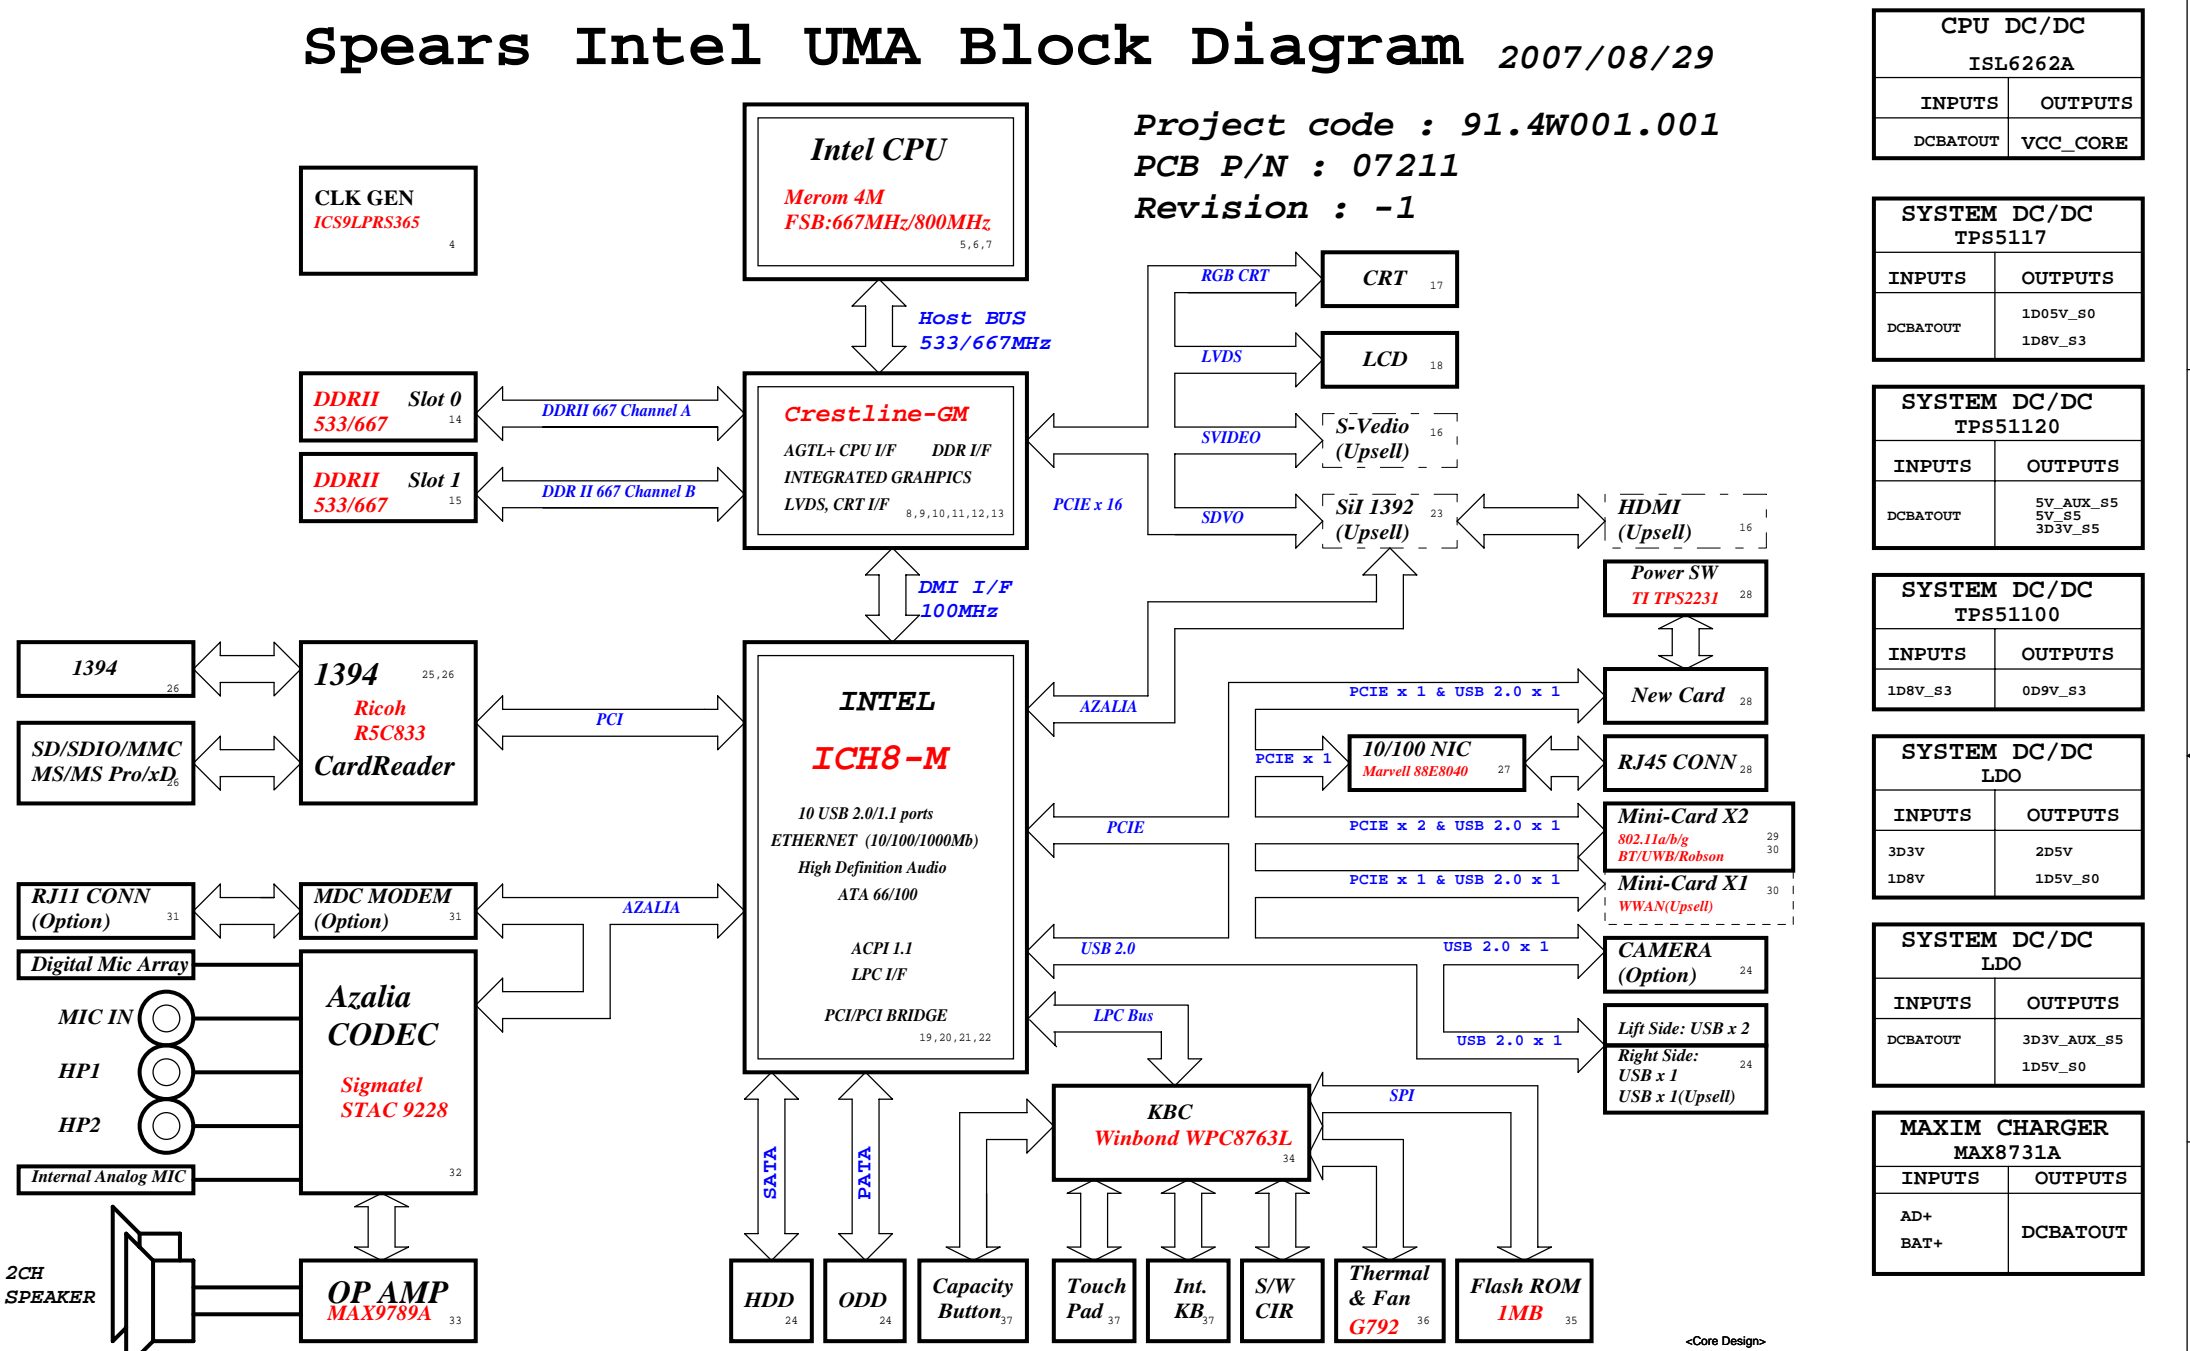 Spears Intel UMA Block Diagram 2007/08/29
Project code : 91.4W001.001
PCB P/N : 07211
Revision : -1
CLK GEN
ICS9LPRS365
4
Intel CPU
Merom 4M
FSB:667MHz/800MHz
5,6,7
Host BUS
533/667MHz
DDRII Slot 0
533/667 14
DDRII 667 Channel A
DDRII Slot 1
533/667 15
DDR II 667 Channel B
Crestline-GM
AGTL+ CPU I/F DDR I/F
INTEGRATED GRAHPICS
LVDS, CRT I/F 8,9,10,11,12,13
RGB CRT
CRT 17
LVDS
LCD 18
SVIDEO
S-Vedio 16
(Upsell)
PCIE x 16
SDVO
SiI 1392 23
(Upsell)
HDMI
(Upsell) 16
DMI I/F
100MHz
Power SW
TI TPS2231 28
1394
26
SD/SDIO/MMC
MS/MS Pro/xD
26
1394 25,26
Ricoh
R5C833
CardReader
PCI
INTEL
ICH8-M
10 USB 2.0/1.1 ports
ETHERNET (10/100/1000Mb)
High Definition Audio
ATA 66/100
ACPI 1.1
LPC I/F
PCI/PCI BRIDGE
19,20,21,22
AZALIA
PCIE x 1 & USB 2.0 x 1
New Card 28
PCIE x 1
10/100 NIC
Marvell 88E8040 27
RJ45 CONN 28
PCIE
PCIE x 2 & USB 2.0 x 1
Mini-Card X2
802.11a/b/g 29
BT/UWB/Robson 30
PCIE x 1 & USB 2.0 x 1
Mini-Card X1
WWAN(Upsell) 30
USB 2.0
USB 2.0 x 1
CAMERA
(Option) 24
USB 2.0 x 1
Lift Side: USB x 2
Right Side: 24
USB x 1
USB x 1(Upsell)
RJ11 CONN
(Option) 31
MDC MODEM
(Option) 31
AZALIA
Digital Mic Array
MIC IN
HP1
HP2
Internal Analog MIC
Azalia
CODEC
Sigmatel
STAC 9228
32
2CH
SPEAKER
OP AMP
MAX9789A 33
LPC Bus
KBC
Winbond WPC8763L
34
SPI
SATA
PATA
HDD
24
ODD
24
Capacity
Button 37
Touch
Pad 37
Int.
KB 37
S/W
CIR
Thermal
& Fan
G792 36
Flash ROM
1MB 35
<Core Design>
CPU DC/DC
ISL6262A
INPUTS OUTPUTS
DCBATOUT VCC_CORE
SYSTEM DC/DC
TPS5117
INPUTS OUTPUTS
DCBATOUT
1D05V_S0
1D8V_S3
SYSTEM DC/DC
TPS51120
INPUTS OUTPUTS
DCBATOUT
5V_AUX_S5
5V_S5
3D3V_S5
SYSTEM DC/DC
TPS51100
INPUTS OUTPUTS
1D8V_S3 0D9V_S3
SYSTEM DC/DC
LDO
INPUTS OUTPUTS
3D3V 2D5V
1D8V 1D5V_S0
SYSTEM DC/DC
LDO
INPUTS OUTPUTS
DCBATOUT 3D3V_AUX_S5
1D5V_S0
MAXIM CHARGER
MAX8731A
INPUTS OUTPUTS
AD+
BAT+
DCBATOUT